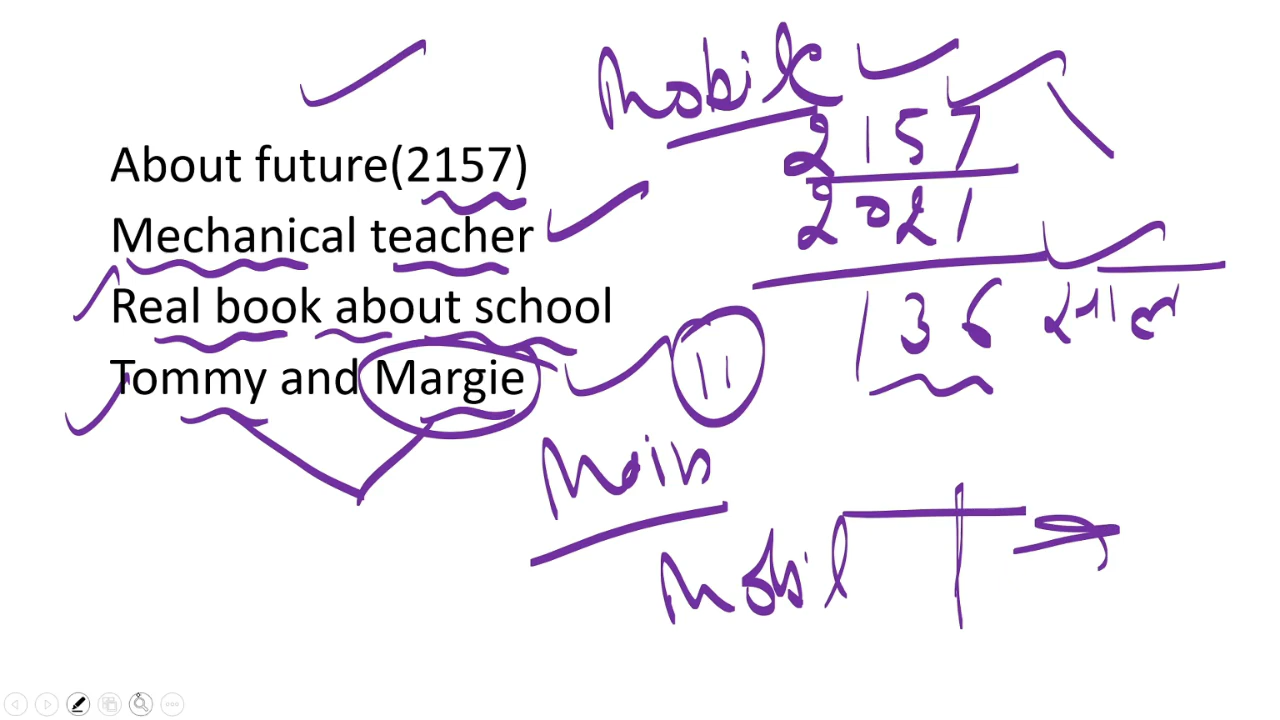 Mobile
2157
2021
136
About future(2157)
Mechanical teacher
Real book about school
Tommy and Margie
11
Main
Mobil